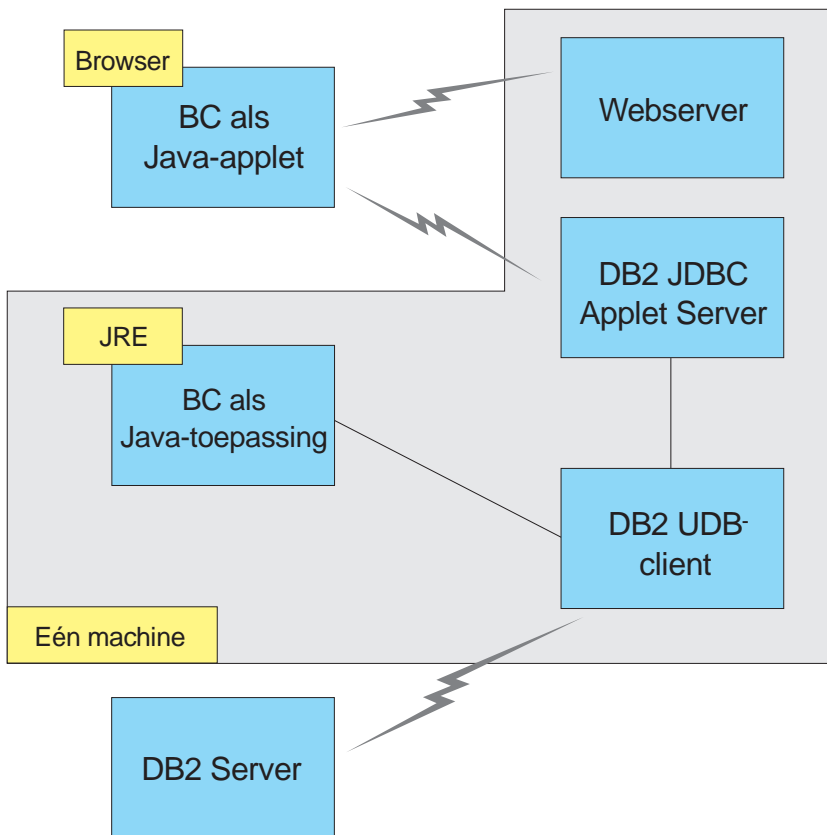 Browser
BC als
Java-applet
Webserver
DB2 JDBC
Applet Server
JRE
BC als
Java-toepassing
DB2 UDB-
client
Eén machine
DB2 Server